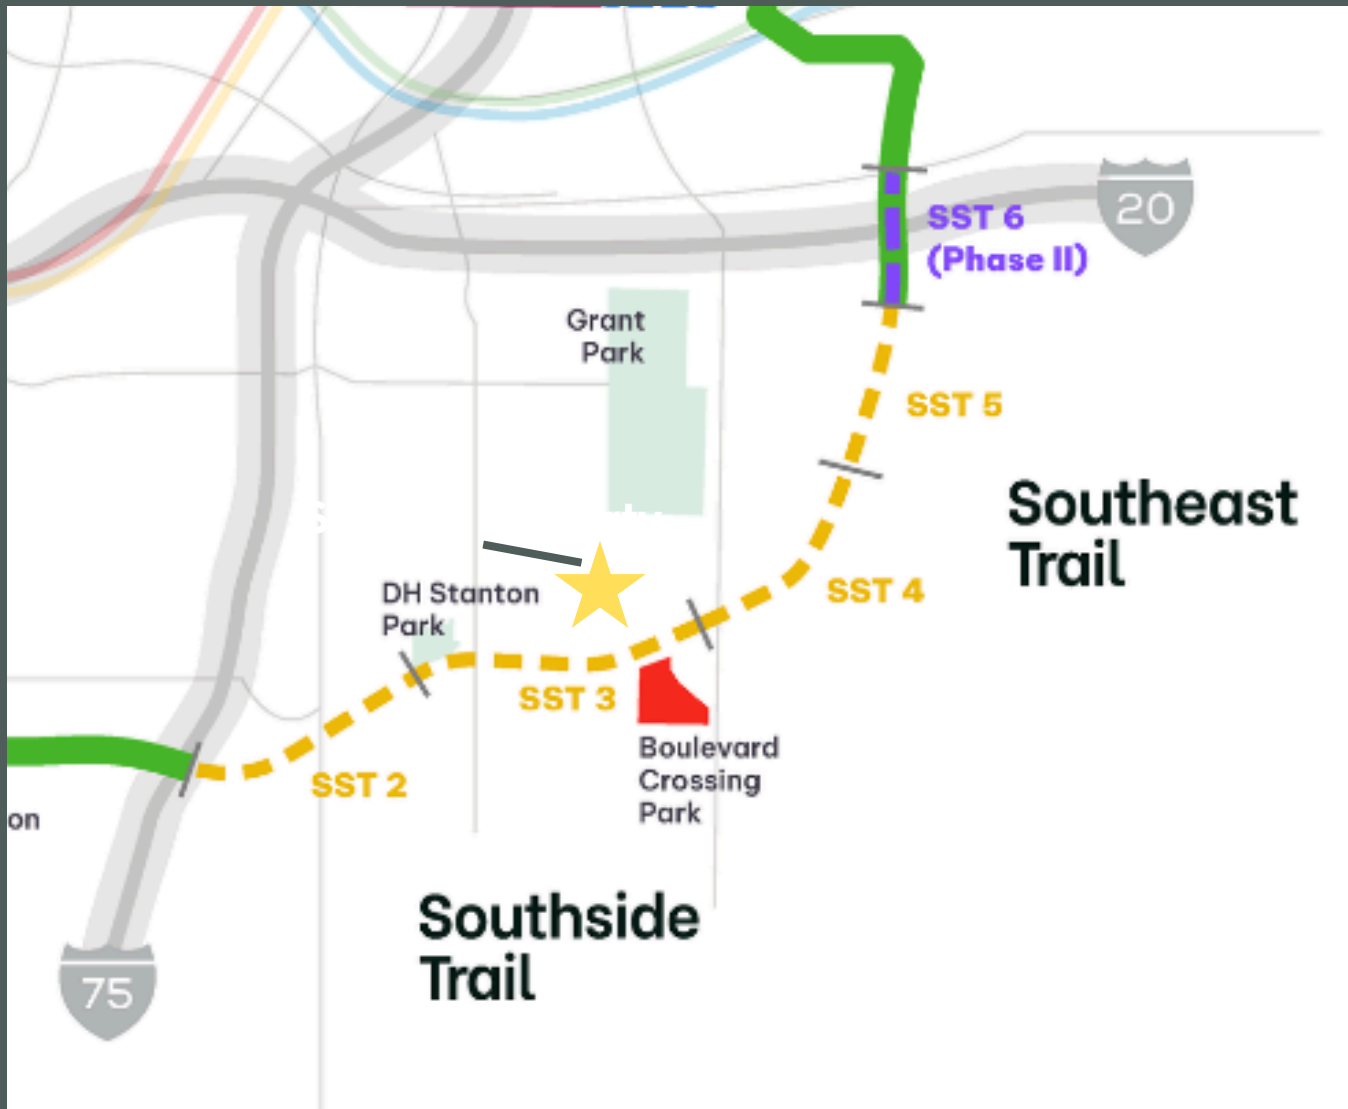 20
SST 6
(Phase II)
Grant
Park
SST 5
Southeast
Trail
DH Stanton
Park
SST 4
SST 3
Boulevard
Crossing
Park
SST 2
on
Southside
Trail
75